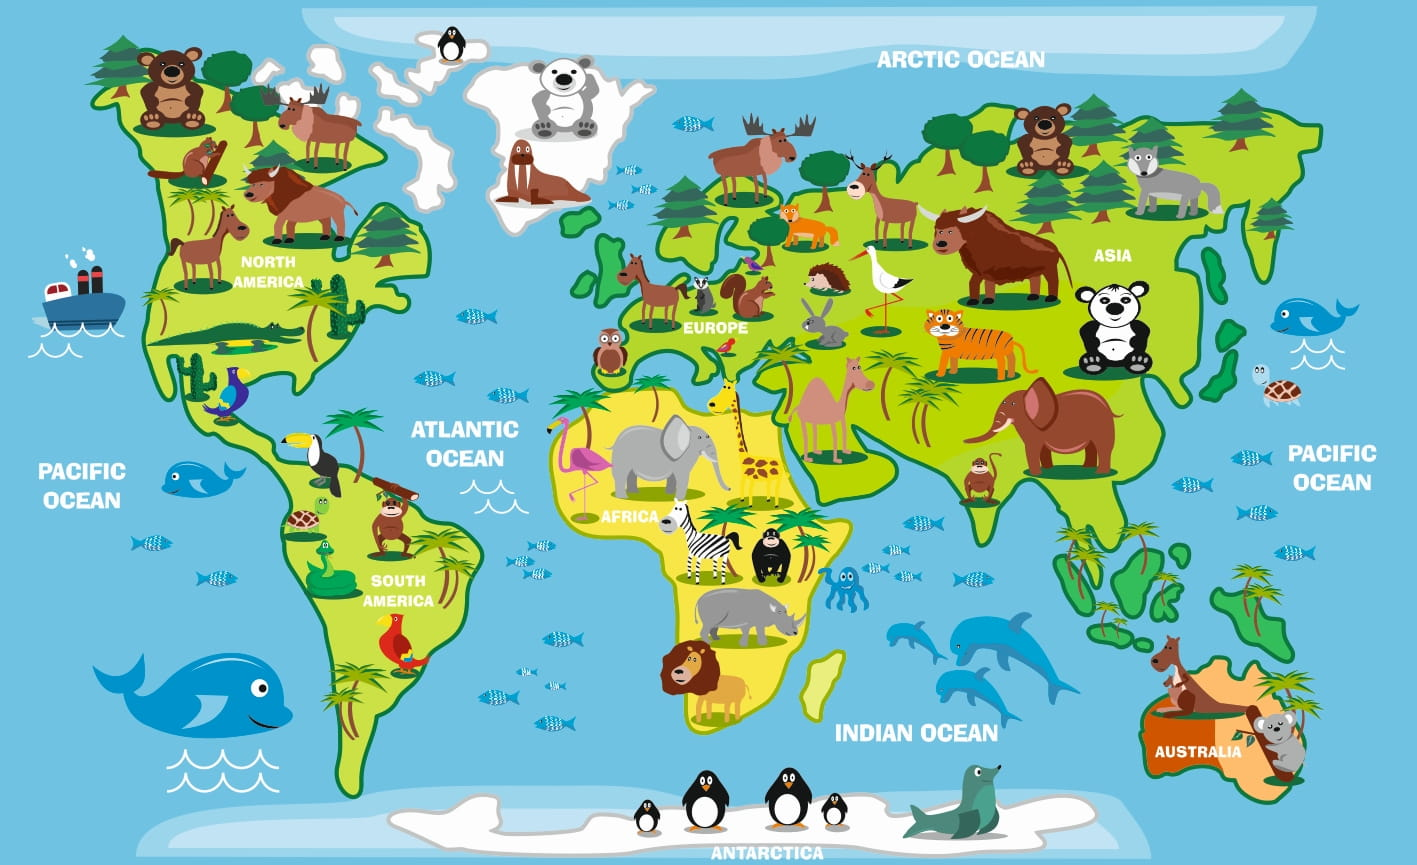 ARCTIC OCEAN
NORTH
AMERICA
ASIA
EUROPE
ATLANTIC
OCEAN
PACIFIC
OCEAN
PACIFIC
OCEAN
AFRICA
SOUTH
AMERICA
INDIAN OCEAN
AUSTRALIA
ANTARCTICA